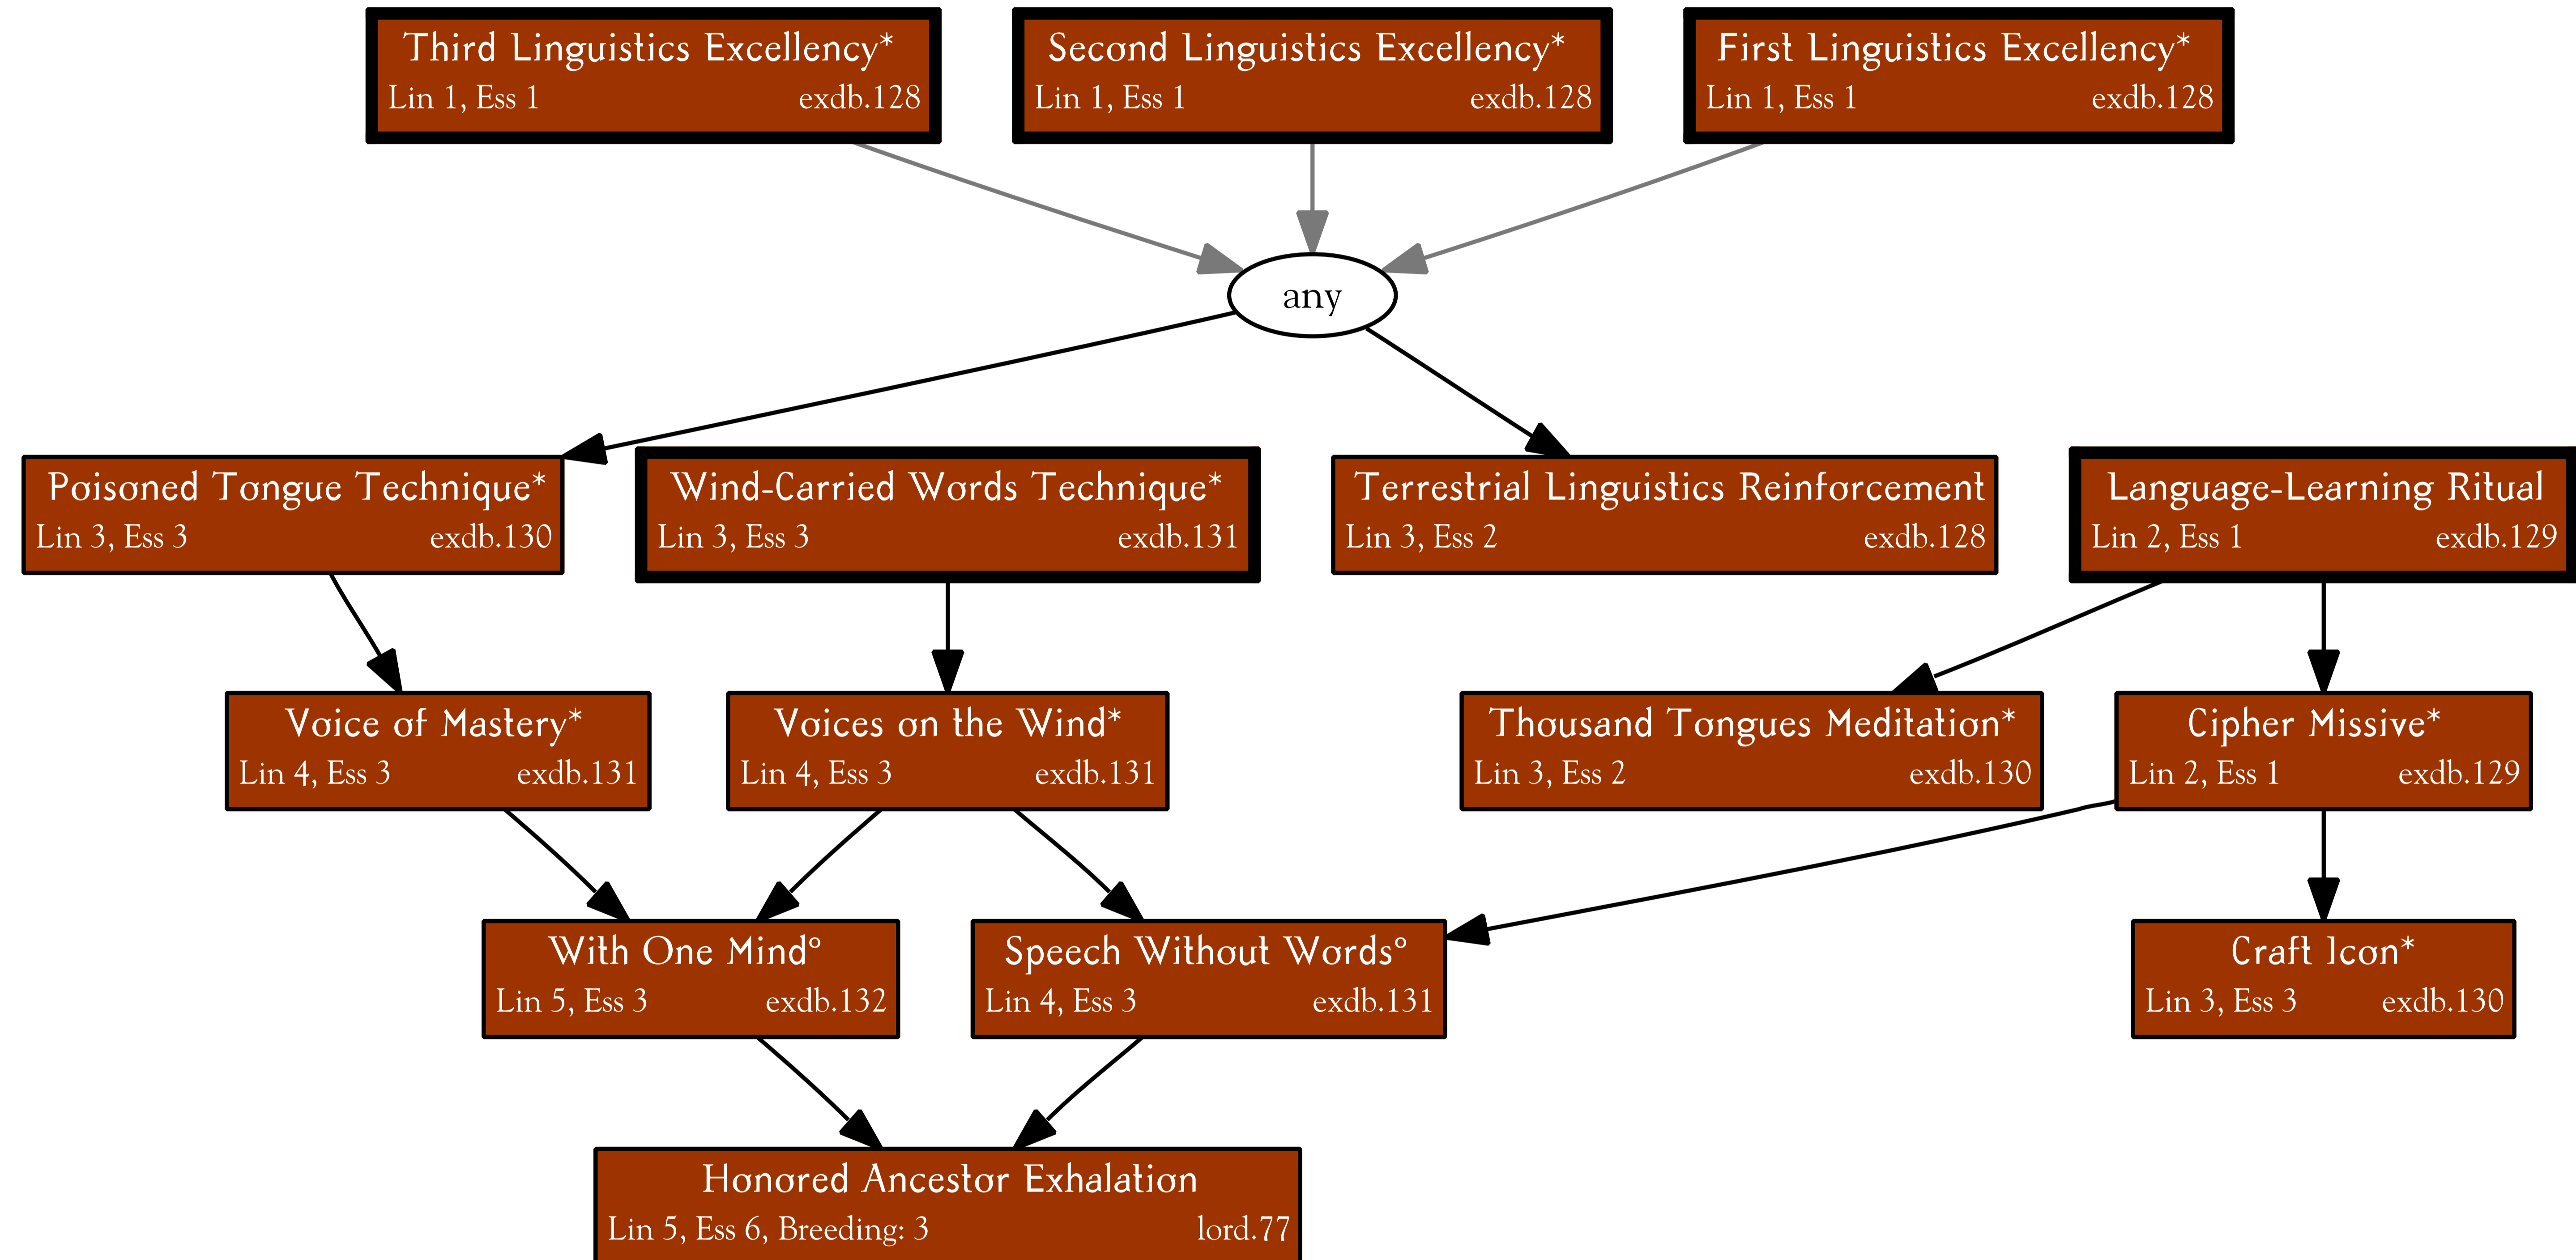 Third Linguistics Excellency*
Lin 1, Ess 1 exdb.128
Second Linguistics Excellency*
Lin 1, Ess 1 exdb.128
First Linguistics Excellency*
Lin 1, Ess 1 exdb.128
any
Poisoned Tongue Technique*
Lin 3, Ess 3 exdb.130
Wind-Carried Words Technique*
Lin 3, Ess 3 exdb.131
Terrestrial Linguistics Reinforcement
Lin 3, Ess 2 exdb.128
Language-Learning Ritual
Lin 2, Ess 1 exdb.129
Voice of Mastery*
Lin 4, Ess 3 exdb.131
Voices on the Wind*
Lin 4, Ess 3 exdb.131
Thousand Tongues Meditation*
Lin 3, Ess 2 exdb.130
Cipher Missive*
Lin 2, Ess 1 exdb.129
With One Mind°
Lin 5, Ess 3 exdb.132
Speech Without Words°
Lin 4, Ess 3 exdb.131
Craft Icon*
Lin 3, Ess 3 exdb.130
Honored Ancestor Exhalation
Lin 5, Ess 6, Breeding: 3 lord.77